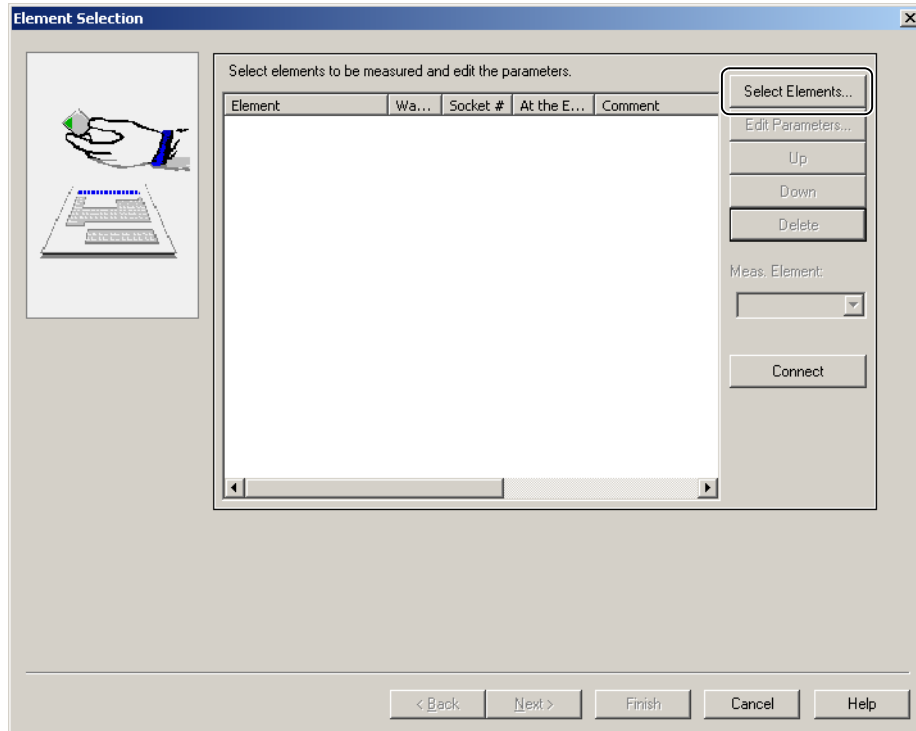 Element Selection
Select elements to be measured and edit the parameters.
Element Wa... Socket # At the E... Comment
Select Elements...
Edit Parameters...
Up
Down
Delete
Meas. Element:
Connect
< Back Next > Finish Cancel Help